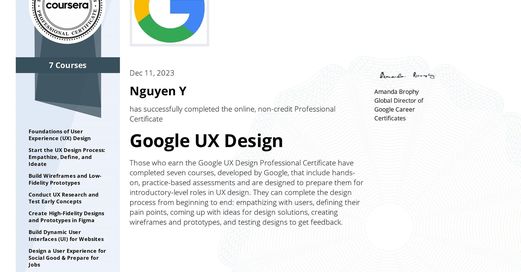 coursera
PROFESSIONAL CERTIFICATE
7 Courses
Foundations of User
Experience (UX) Design
Start the UX Design Process:
Empathize, Define, and
Ideate
Build Wireframes and Low-
Fidelity Prototypes
Conduct UX Research and
Test Early Concepts
Create High-Fidelity Designs
and Prototypes in Figma
Build Dynamic User
Interfaces (UI) for Websites
Design a User Experience for
Social Good & Prepare for
Jobs
Dec 11, 2023
Nguyen Y
has successfully completed the online, non-credit Professional
Certificate
Google UX Design
Those who earn the Google UX Design Professional Certificate have
completed seven courses, developed by Google, that include hands-
on, practice-based assessments and are designed to prepare them for
introductory-level roles in UX design. They can complete the design
process from beginning to end: empathizing with users, defining their
pain points, coming up with ideas for design solutions, creating
wireframes and prototypes, and testing designs to get feedback.
Amanda Brophy
Amanda Brophy
Global Director of
Google Career
Certificates